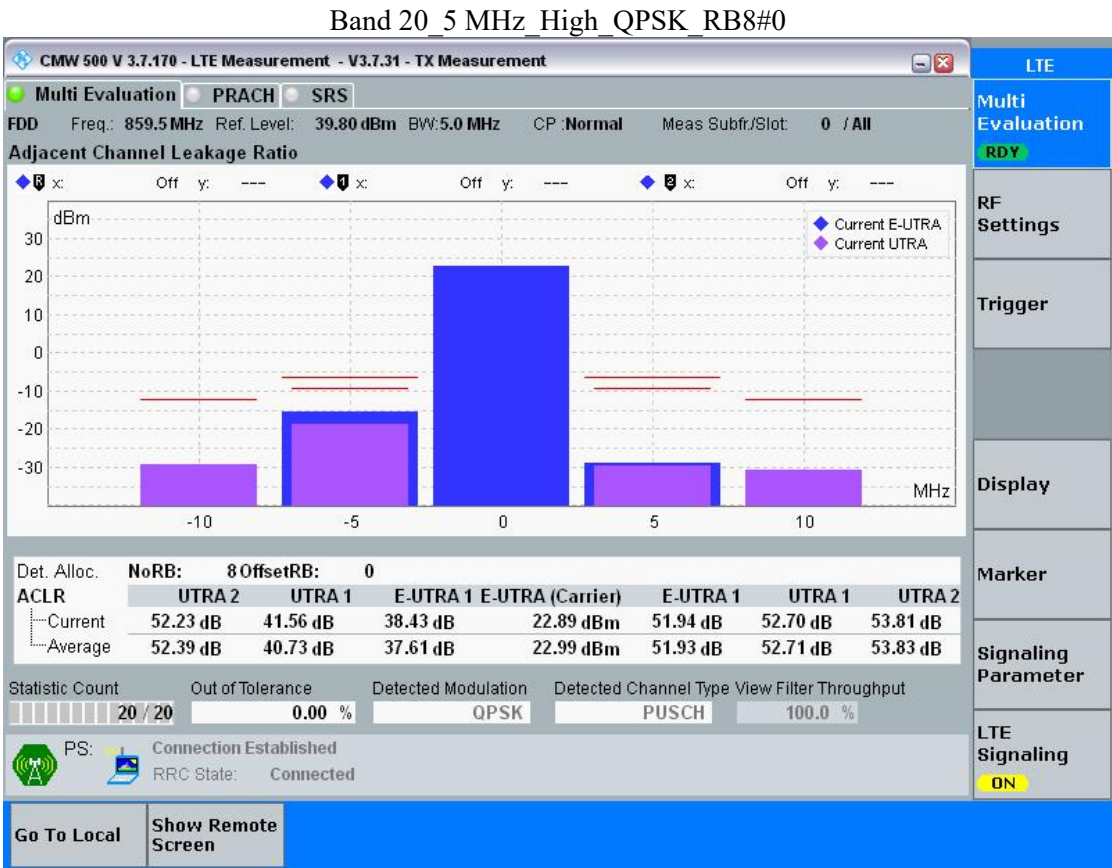 Band 20_5 MHz_High_QPSK_RB8#0
CMW 500 V 3.7.170 - LTE Measurement - V3.7.31 - TX Measurement
LTE
Multi Evaluation PRACH SRS
Multi
Evaluation
RDY
FDD Freq.: 859.5 MHz Ref. Level: 39.80 dBm BW: 5.0 MHz CP :Normal Meas Subfr./Slot: 0 / All
Adjacent Channel Leakage Ratio
R x: Off y: --- 1 x: Off y: --- 2 x: Off y: ---
dBm
Current E-UTRA
Current UTRA
30
20
10
0
-10
-20
-30
MHz
-10 -5 0 5 10
RF
Settings
Trigger
Display
Marker
Signaling
Parameter
LTE
Signaling
ON
Det. Alloc. NoRB: 8 OffsetRB: 0
ACLR UTRA 2 UTRA 1 E-UTRA 1 E-UTRA (Carrier) E-UTRA 1 UTRA 1 UTRA 2
Current 52.23 dB 41.56 dB 38.43 dB 22.89 dBm 51.94 dB 52.70 dB 53.81 dB
Average 52.39 dB 40.73 dB 37.61 dB 22.99 dBm 51.93 dB 52.71 dB 53.83 dB
Statistic Count Out of Tolerance Detected Modulation Detected Channel Type View Filter Throughput
20 / 20 0.00 % QPSK PUSCH 100.0 %
PS: Connection Established
RRC State: Connected
Go To Local
Show Remote
Screen